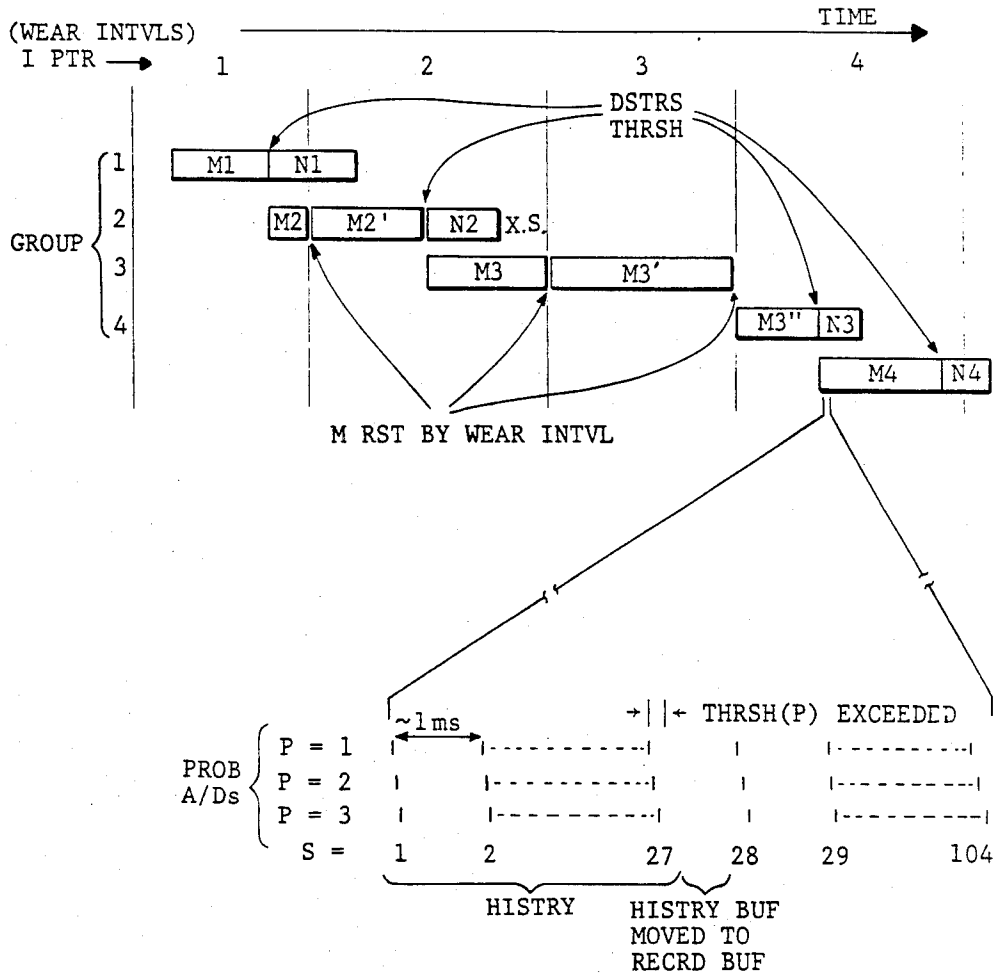 TIME
(WEAR INTVLS)
I PTR
1 2 3 4
DSTRS
THRSH
GROUP
1
M1 N1
2
M2 M2' N2 X.S.
3
M3 M3'
4
M3'' N3
M4 N4
M RST BY WEAR INTVL
THRSH(P) EXCEEDED
~1ms
PROB
A/Ds
P = 1
P = 2
P = 3
S = 1 2 27 28 29 104
HISTRY
HISTRY BUF
MOVED TO
RECRD BUF